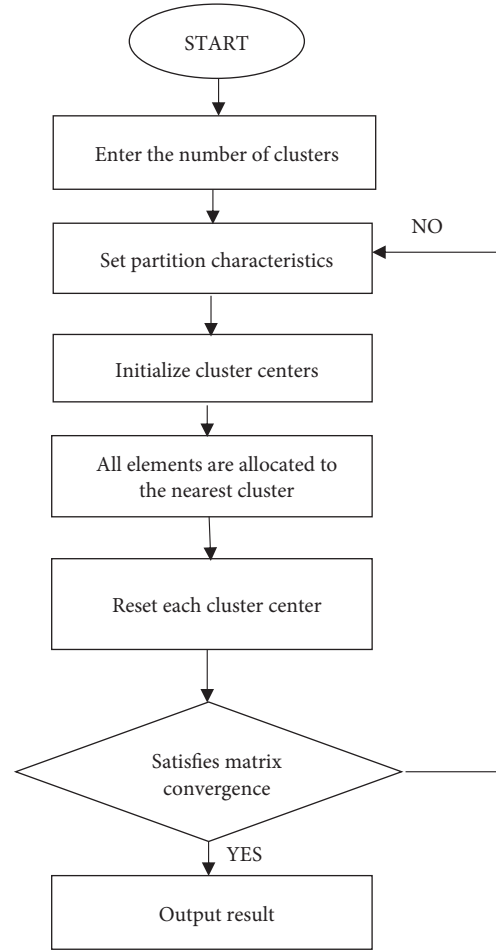 START
Enter the number of clusters
NO
Set partition characteristics
Initialize cluster centers
All elements are allocated to
the nearest cluster
Reset each cluster center
Satisfies matrix
convergence
YES
Output result